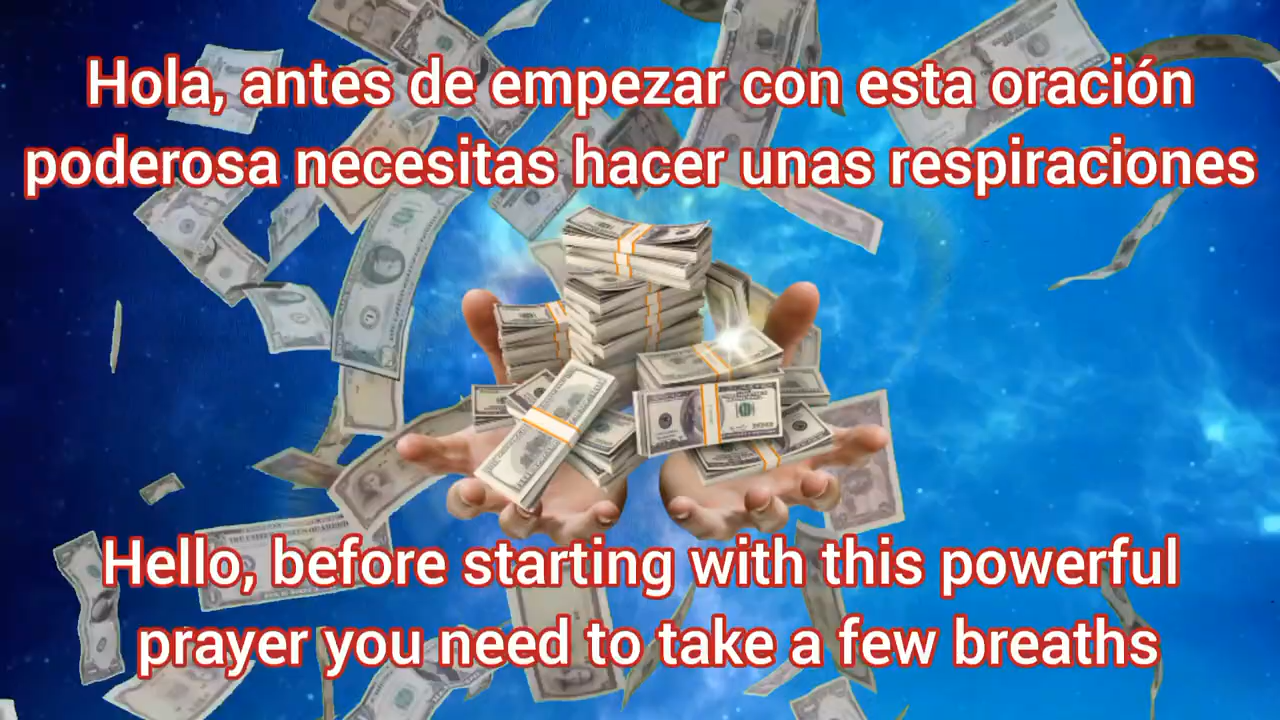 Hola, antes de empezar con esta oración
poderosa necesitas hacer unas respiraciones
Hello, before starting with this powerful
prayer you need to take a few breaths